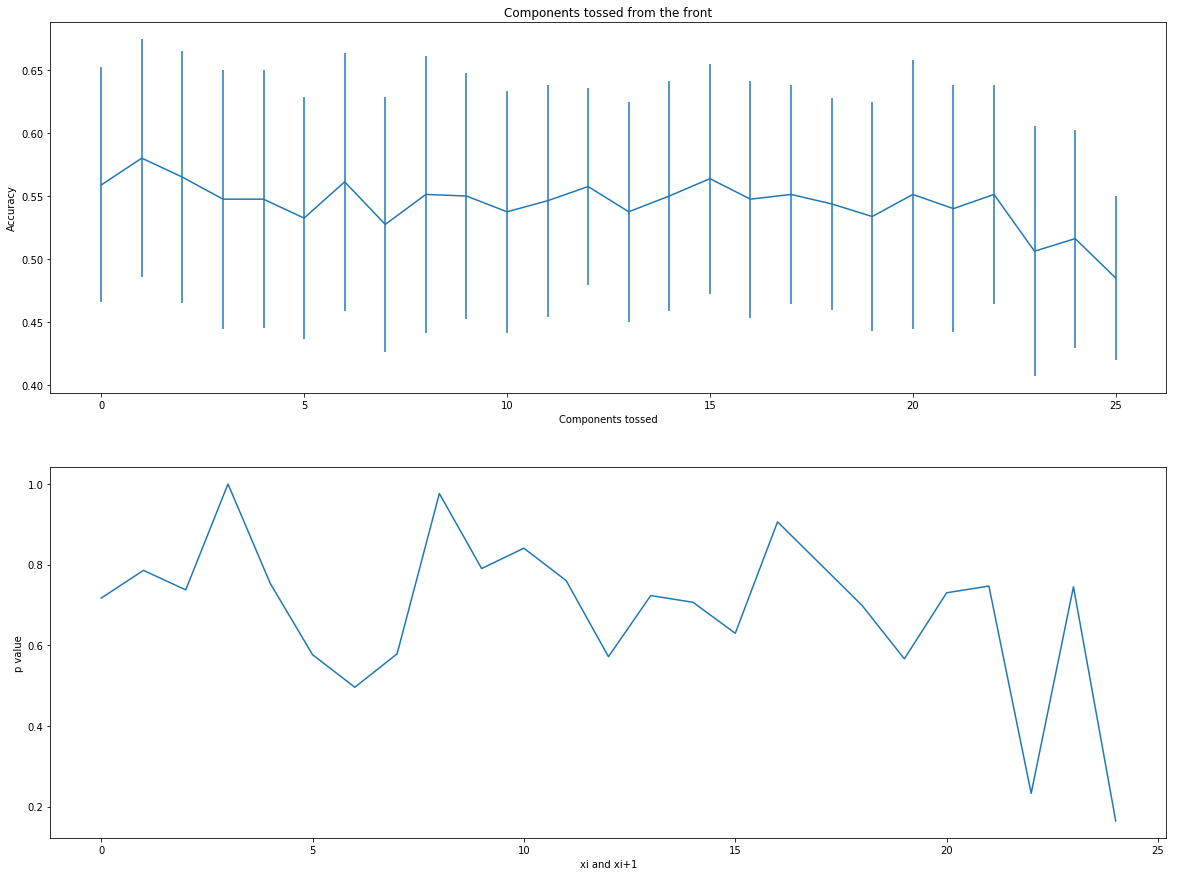 Components tossed from the front
Accuracy
0.65
0.60
0.55
0.50
0.45
0.40
0 5 10 15 20 25
Components tossed
p value
1.0
0.8
0.6
0.4
0.2
0 5 10 15 20 25
xi and xi+1